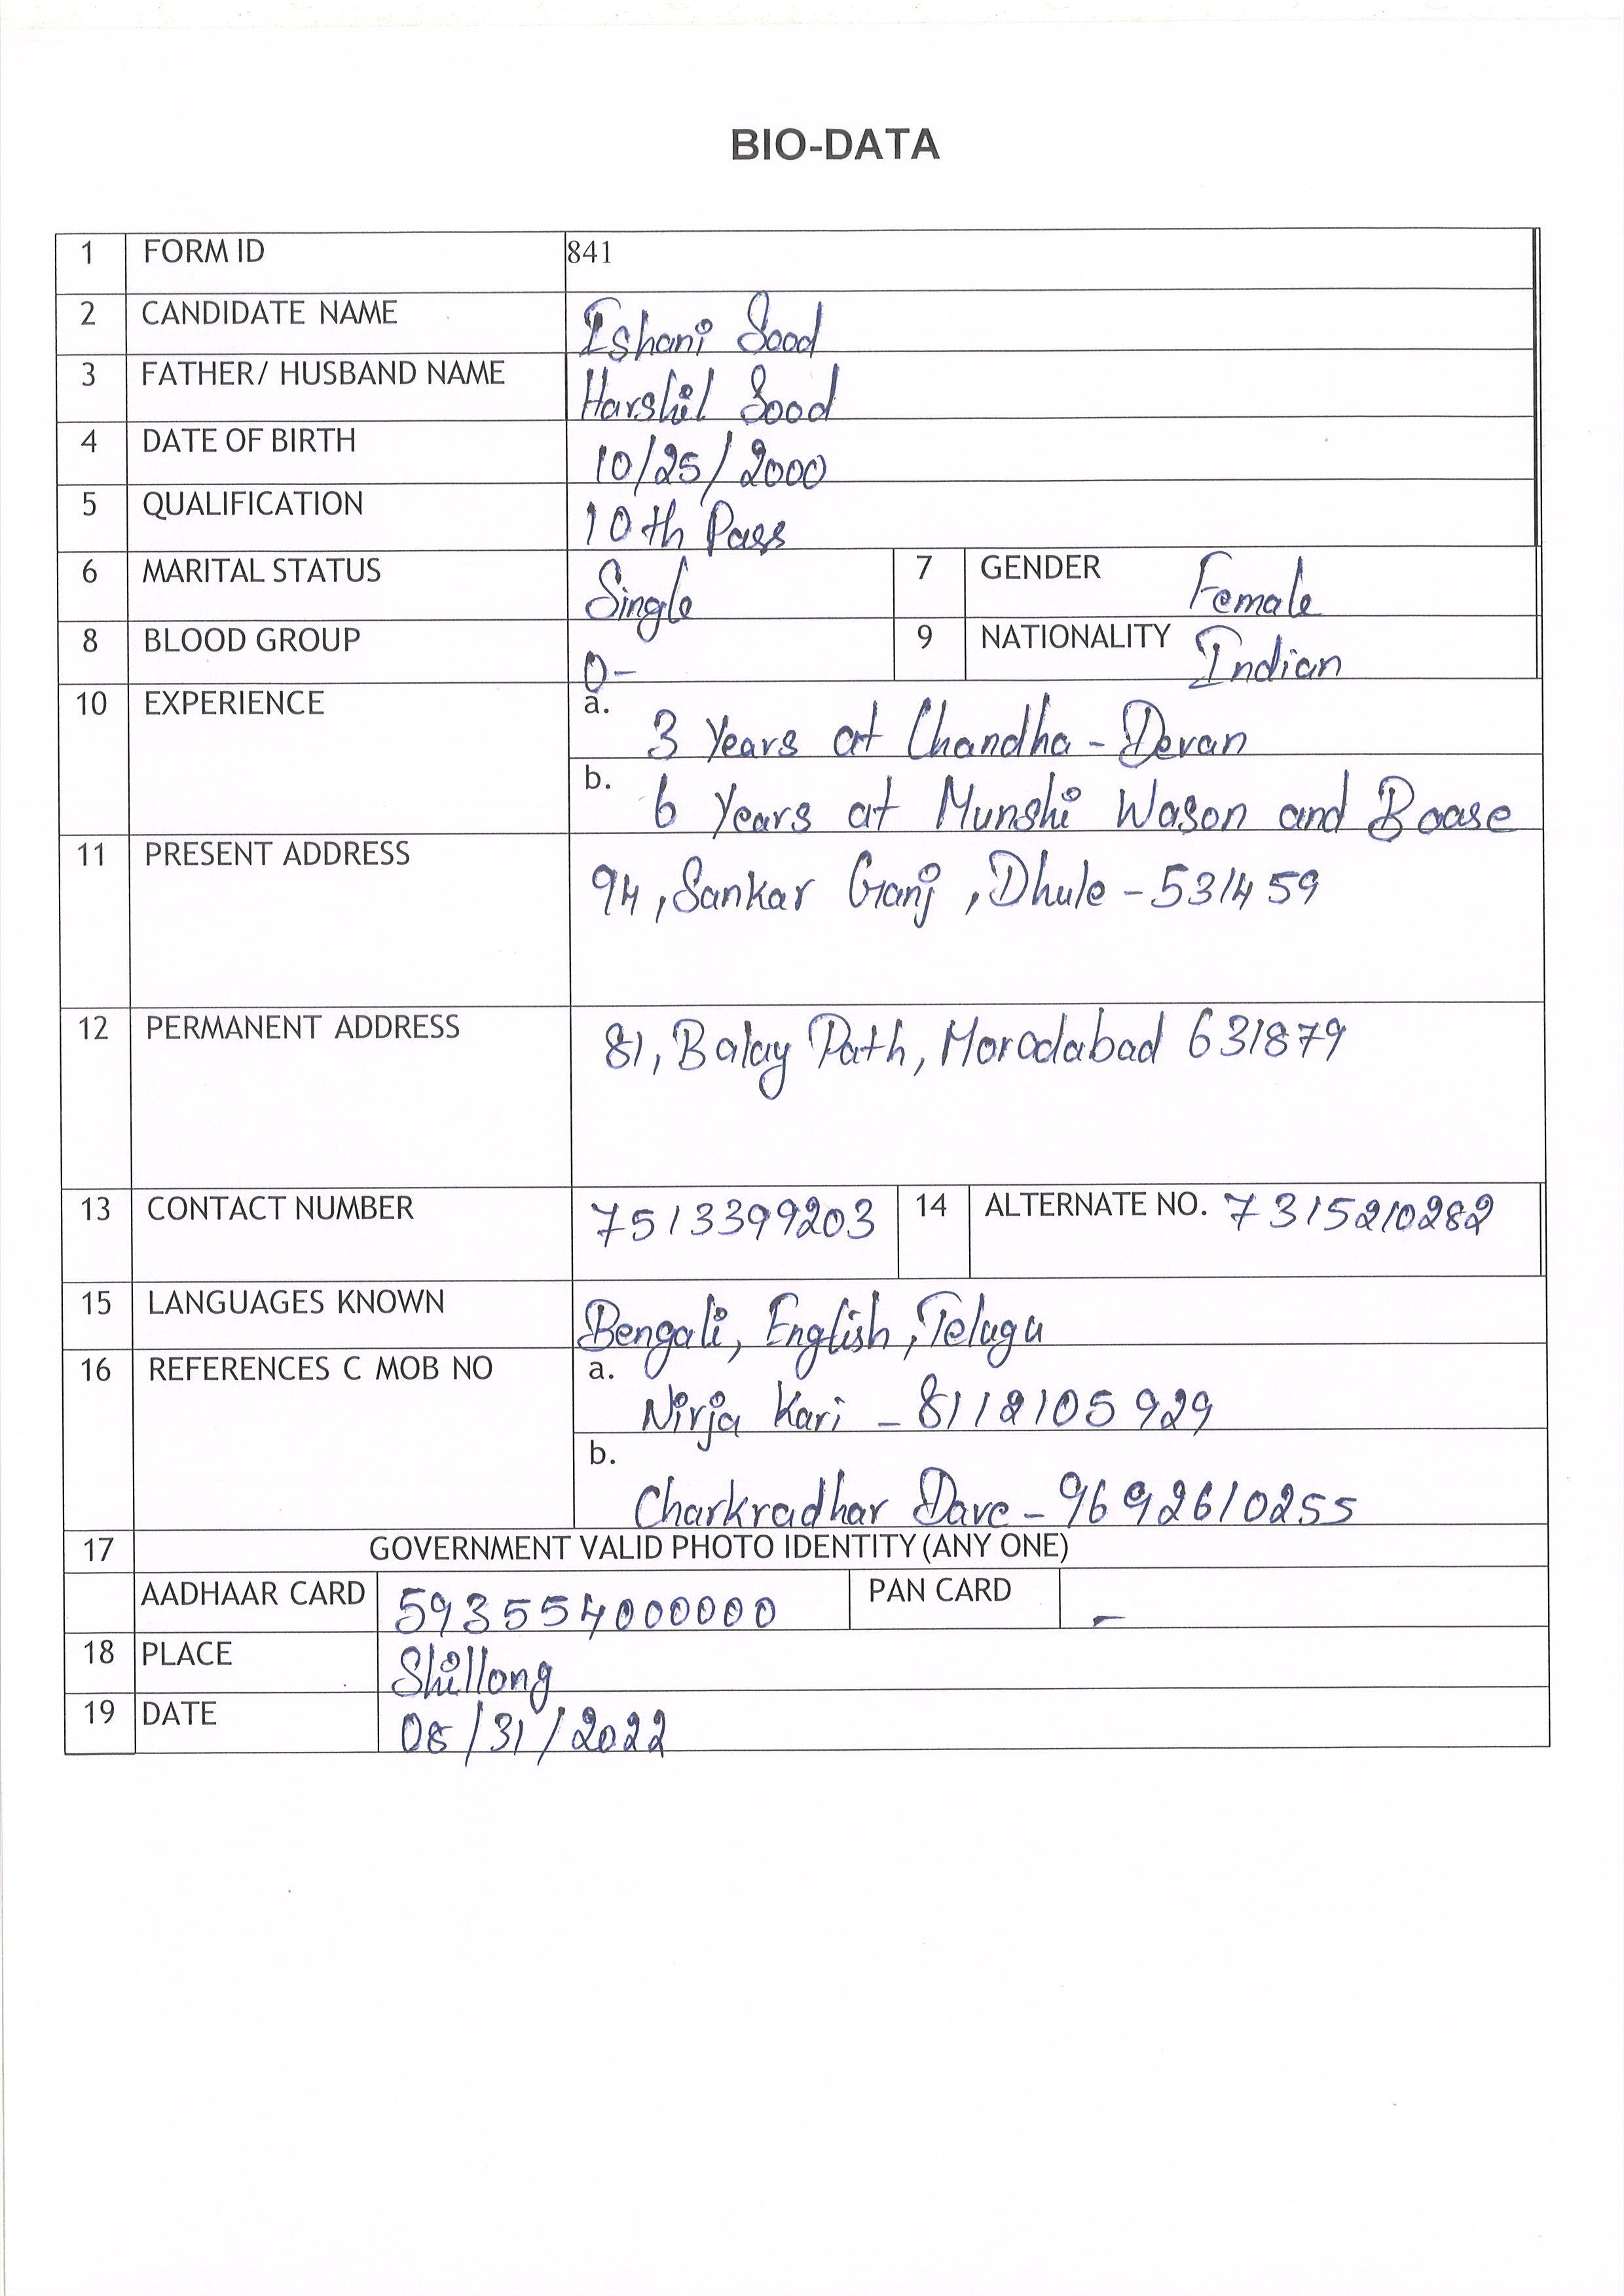 BIO-DATA
1 FORM ID 841
2 CANDIDATE NAME Ishani Sood
3 FATHER/ HUSBAND NAME Harshil Sood
4 DATE OF BIRTH 10/25/2000
5 QUALIFICATION 10th Pass
6 MARITAL STATUS Single 7 GENDER Female
8 BLOOD GROUP O- 9 NATIONALITY Indian
10 EXPERIENCE a. 3 Years at Chandha - Devan
b. 6 Years at Munshi Wason and Boase
11 PRESENT ADDRESS 94, Sankar Ganj, Dhule - 531459
12 PERMANENT ADDRESS 81, Balay Path, Moradabad 631879
13 CONTACT NUMBER 7513399203 14 ALTERNATE NO. 7315210282
15 LANGUAGES KNOWN Bengali, English, Telugu
16 REFERENCES C MOB NO a. Nirja Kari - 8112105929
b. Charkradhar Dave - 9692610255
17 GOVERNMENT VALID PHOTO IDENTITY (ANY ONE)
AADHAAR CARD 593554000000 PAN CARD -
18 PLACE Shillong
19 DATE 08/31/2022